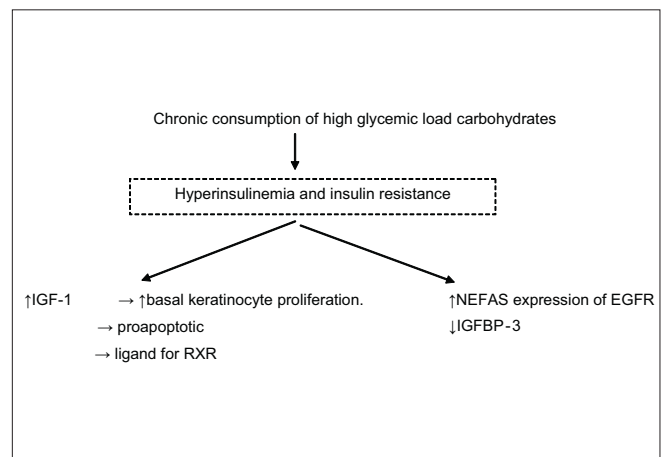 Chronic consumption of high glycemic load carbohydrates
Hyperinsulinemia and insulin resistance
↑IGF-1 → ↑basal keratinocyte proliferation.
→ proapoptotic
→ ligand for RXR
↑NEFAS expression of EGFR
↓IGFBP-3